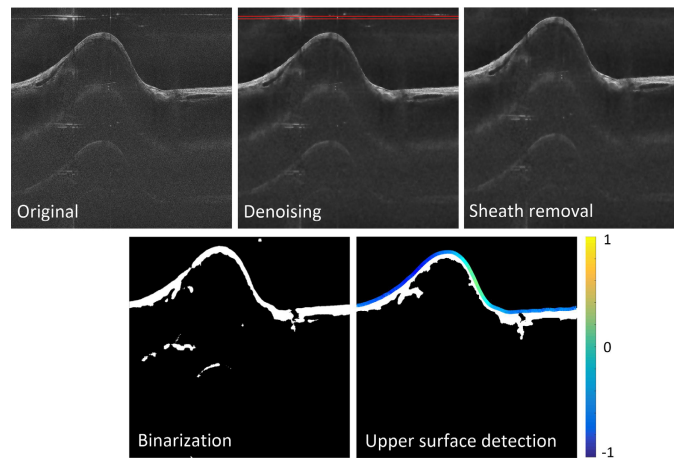 Original
Denoising
Sheath removal
Binarization
Upper surface detection
1
0
-1